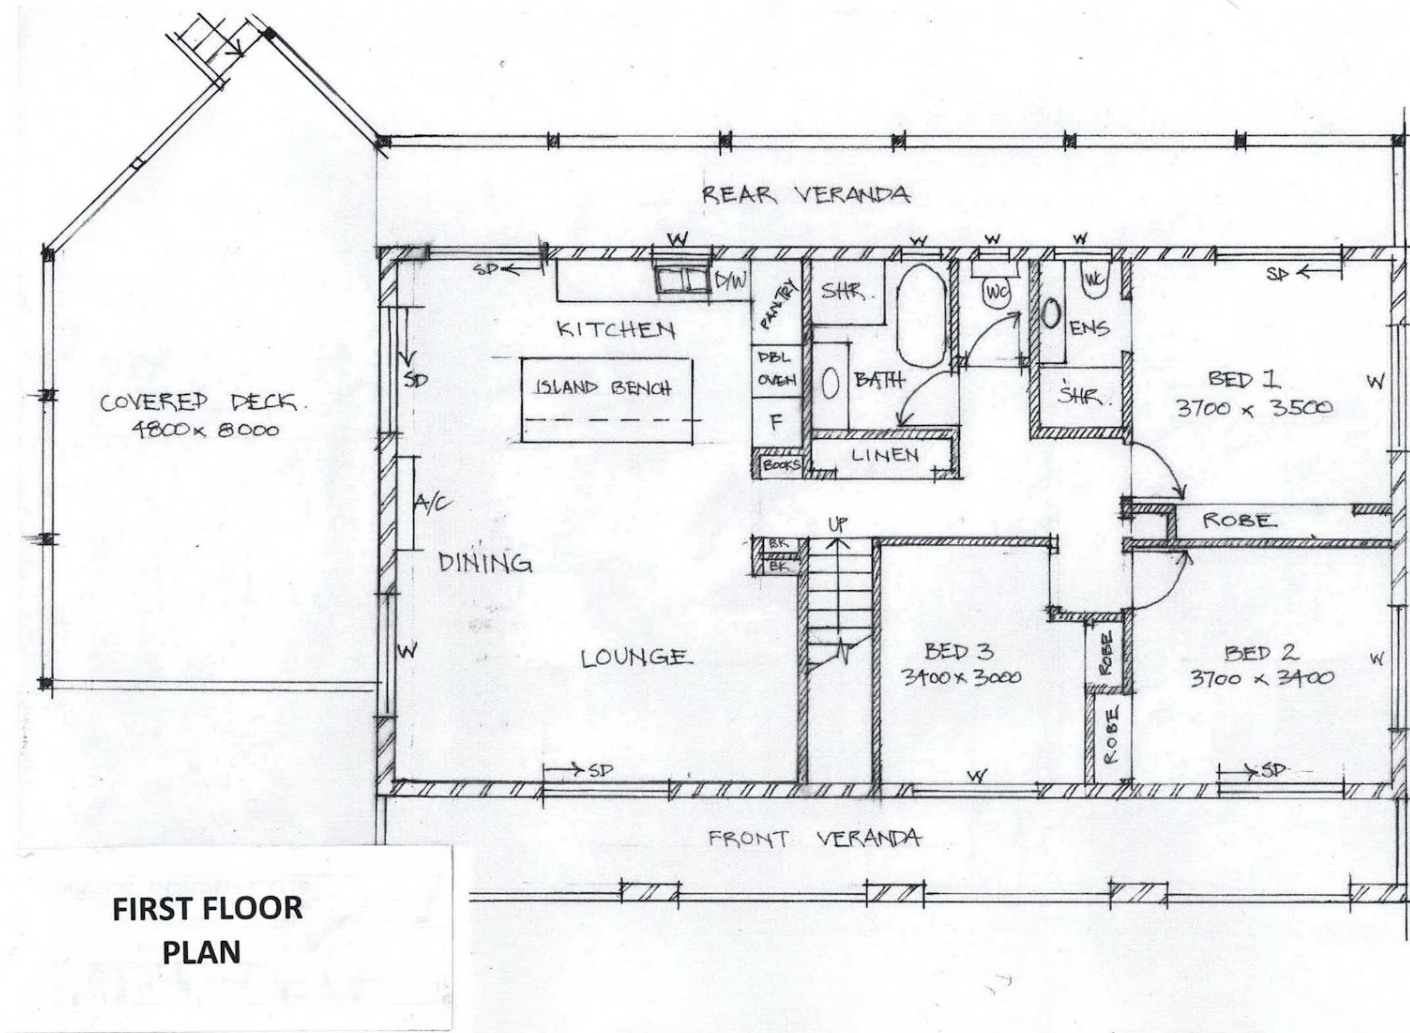 REAR VERANDA
W
W
W
W
SD
SD
D/W
PANTRY
SHR.
WC
WC
KITCHEN
ENS
DBL
OVEN
SD
ISLAND BENCH
BATH
SHR.
BED 1
3700 x 3500
W
COVERED DECK.
4800 x 8000
F
LINEN
BOOKS
A/C
UP
ROBE
BK
BK
DINING
LOUNGE
W
BED 3
3400 x 3000
ROBE
BED 2
3700 x 3400
W
ROBE
SD
W
SD
FRONT VERANDA
FIRST FLOOR
PLAN